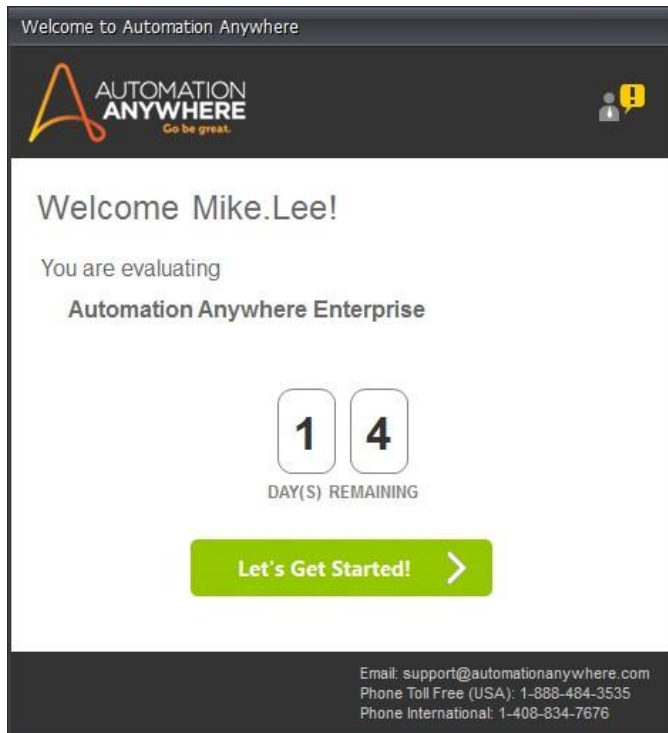 Welcome to Automation Anywhere
AUTOMATION
ANYWHERE
Go be great.
Welcome Mike.Lee!
You are evaluating
Automation Anywhere Enterprise
1 4
DAY(S) REMAINING
Let's Get Started!
Email: support@automationanywhere.com
Phone Toll Free (USA): 1-888-484-3535
Phone International: 1-408-834-7676